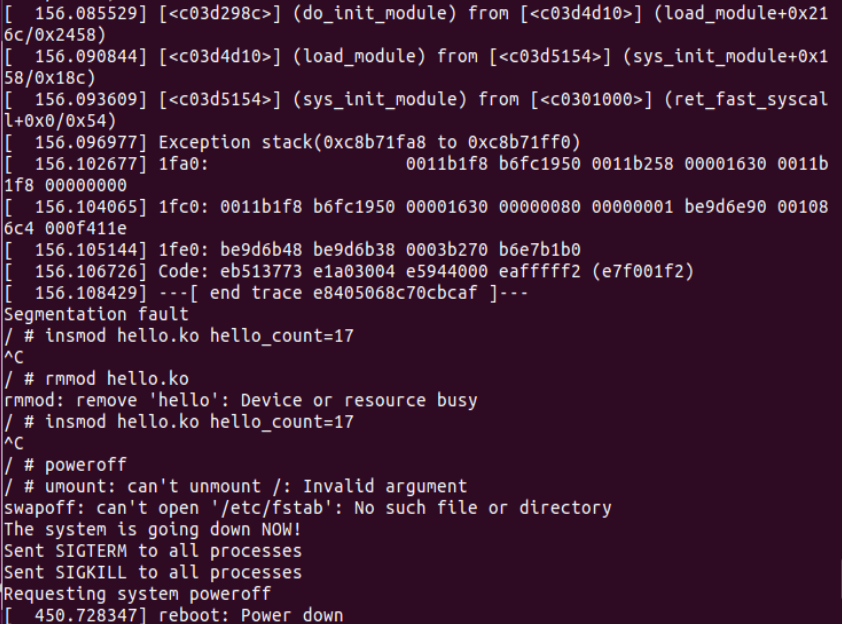 [  156.085529] [<c03d298c>] (do_init_module) from [<c03d4d10>] (load_module+0x21
6c/0x2458)
[  156.090844] [<c03d4d10>] (load_module) from [<c03d5154>] (sys_init_module+0x1
58/0x18c)
[  156.093609] [<c03d5154>] (sys_init_module) from [<c0301000>] (ret_fast_syscal
l+0x0/0x54)
[  156.096977] Exception stack(0xc8b71fa8 to 0xc8b71ff0)
[  156.102677] 1fa0:                   0011b1f8 b6fc1950 0011b258 00001630 0011b
1f8 00000000
[  156.104065] 1fc0: 0011b1f8 b6fc1950 00001630 00000080 00000001 be9d6e90 00108
6c4 000f411e
[  156.105144] 1fe0: be9d6b48 be9d6b38 0003b270 b6e7b1b0
[  156.106726] Code: eb513773 e1a03004 e5944000 eafffff2 (e7f001f2)
[  156.108429] ---[ end trace e8405068c70cbcaf ]---
Segmentation fault
/ # insmod hello.ko hello_count=17
^C
/ # rmmod hello.ko
rmmod: remove 'hello': Device or resource busy
/ # insmod hello.ko hello_count=17
^C
/ # poweroff
/ # umount: can't unmount /: Invalid argument
swapoff: can't open '/etc/fstab': No such file or directory
The system is going down NOW!
Sent SIGTERM to all processes
Sent SIGKILL to all processes
Requesting system poweroff
[  450.728347] reboot: Power down